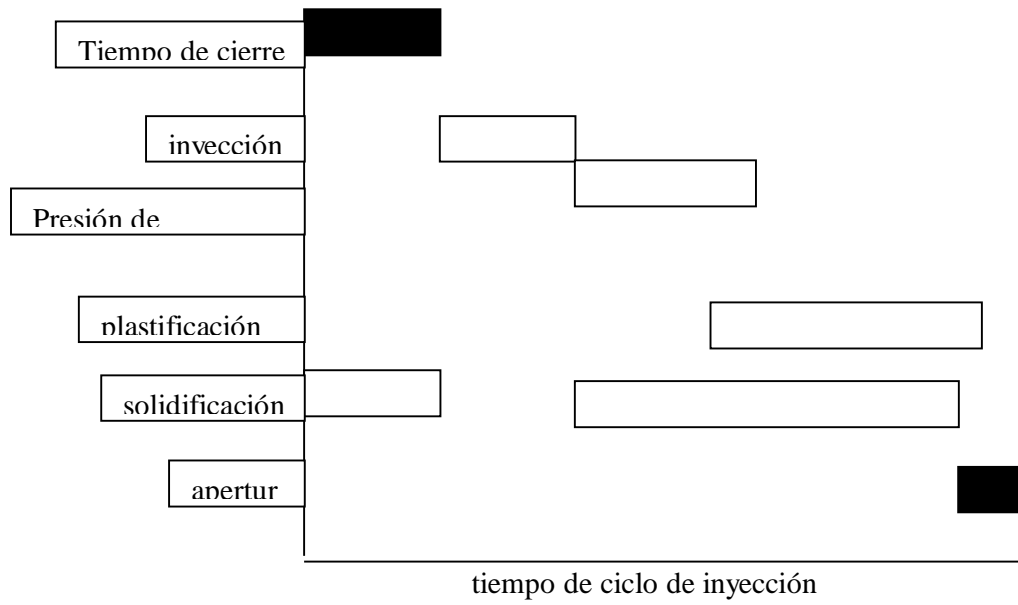 Tiempo de cierre
inyección
Presión de
plastificación
solidificación
apertur
tiempo de ciclo de inyección